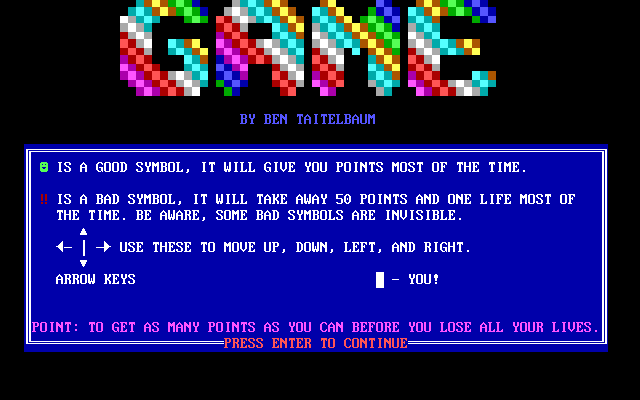 GAME
BY BEN TAITELBAUM
☻ IS A GOOD SYMBOL, IT WILL GIVE YOU POINTS MOST OF THE TIME.
‼ IS A BAD SYMBOL, IT WILL TAKE AWAY 50 POINTS AND ONE LIFE MOST OF
THE TIME. BE AWARE, SOME BAD SYMBOLS ARE INVISIBLE.
USE THESE TO MOVE UP, DOWN, LEFT, AND RIGHT.
ARROW KEYS - YOU!
POINT: TO GET AS MANY POINTS AS YOU CAN BEFORE YOU LOSE ALL YOUR LIVES.
PRESS ENTER TO CONTINUE